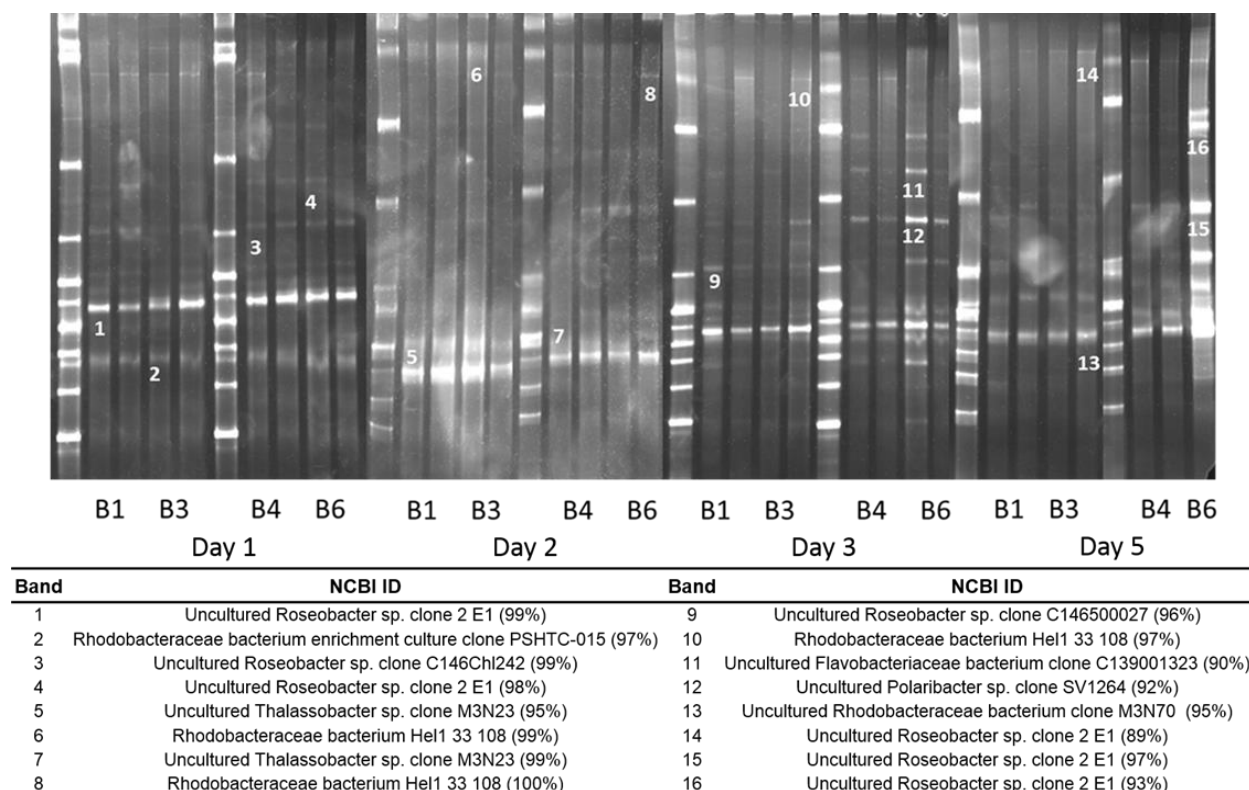 6
14
8
10
16
4
11
15
3
12
9
1
7
5
13
2
B1 B3 B4 B6 B1 B3 B4 B6 B1 B3 B4 B6 B1 B3 B4 B6
Day 1 Day 2 Day 3 Day 5
Band NCBI ID Band NCBI ID
1 Uncultured Roseobacter sp. clone 2 E1 (99%) 9 Uncultured Roseobacter sp. clone C146500027 (96%)
2 Rhodobacteraceae bacterium enrichment culture clone PSHTC-015 (97%) 10 Rhodobacteraceae bacterium Hel1 33 108 (97%)
3 Uncultured Roseobacter sp. clone C146Chl242 (99%) 11 Uncultured Flavobacteriaceae bacterium clone C139001323 (90%)
4 Uncultured Roseobacter sp. clone 2 E1 (98%) 12 Uncultured Polaribacter sp. clone SV1264 (92%)
5 Uncultured Thalassobacter sp. clone M3N23 (95%) 13 Uncultured Rhodobacteraceae bacterium clone M3N70 (95%)
6 Rhodobacteraceae bacterium Hel1 33 108 (99%) 14 Uncultured Roseobacter sp. clone 2 E1 (89%)
7 Uncultured Thalassobacter sp. clone M3N23 (99%) 15 Uncultured Roseobacter sp. clone 2 E1 (97%)
8 Rhodobacteraceae bacterium Hel1 33 108 (100%) 16 Uncultured Roseobacter sp. clone 2 E1 (93%)